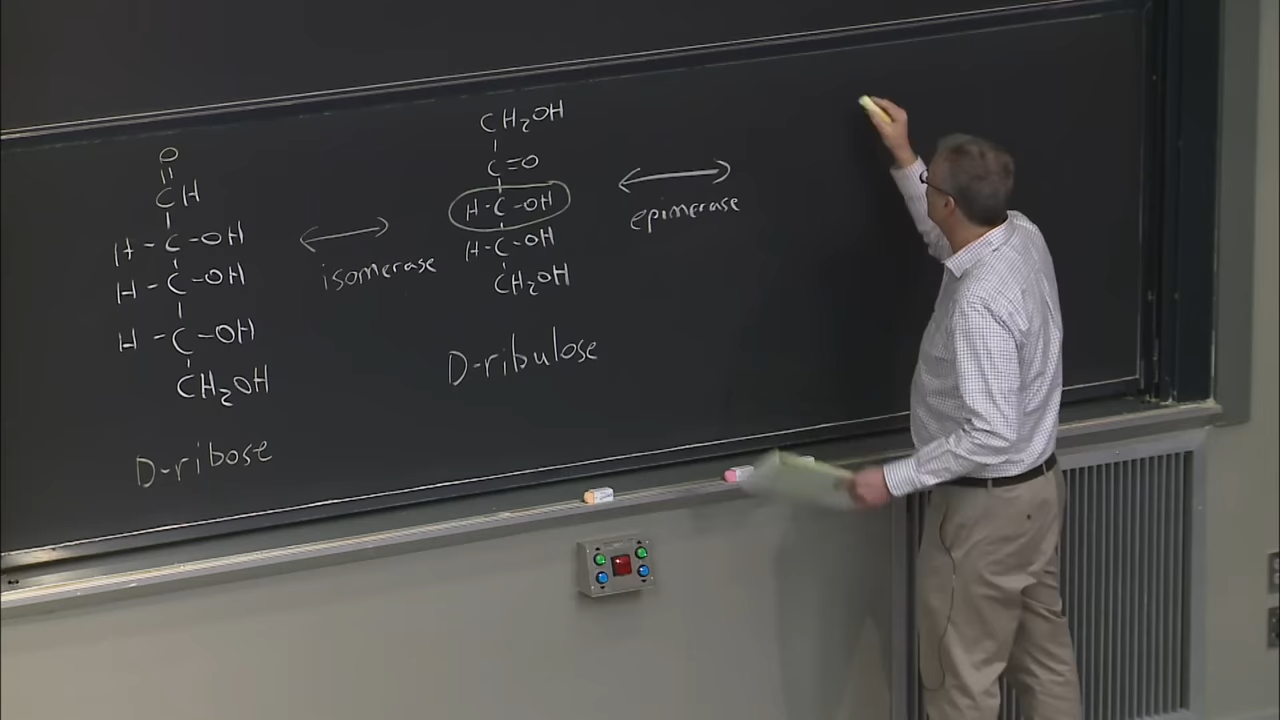 O
||
CH
|
H-C-OH
|
H-C-OH
|
H-C-OH
|
CH₂OH
D-ribose
isomerase
CH₂OH
|
C=O
|
H-C-OH
|
H-C-OH
|
CH₂OH
D-ribulose
epimerase